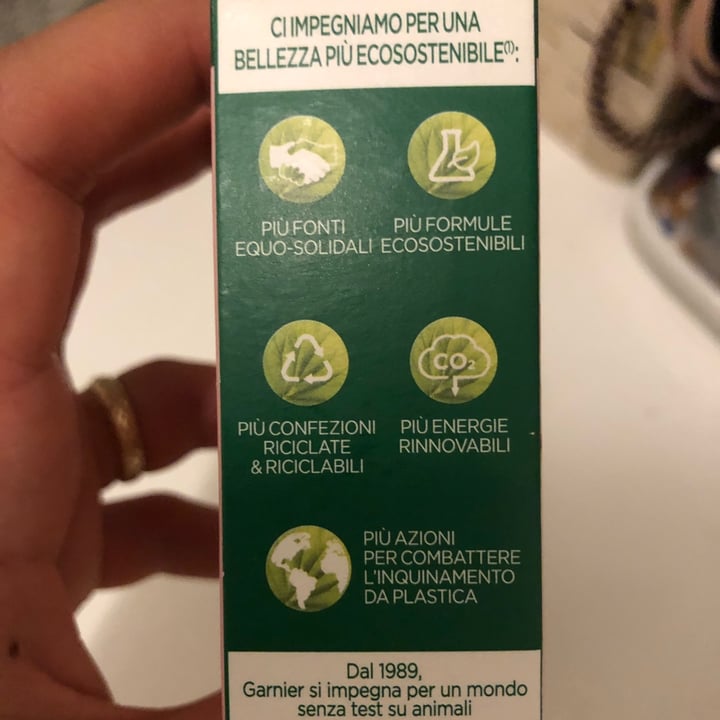 CI IMPEGNIAMO PER UNA
BELLEZZA PIÙ ECOSOSTENIBILE(1):
PIÙ FONTI
EQUO-SOLIDALI
PIÙ FORMULE
ECOSOSTENIBILI
PIÙ CONFEZIONI
RICICLATE
& RICICLABILI
CO2
PIÙ ENERGIE
RINNOVABILI
PIÙ AZIONI
PER COMBATTERE
L'INQUINAMENTO
DA PLASTICA
Dal 1989,
Garnier si impegna per un mondo
senza test su animali